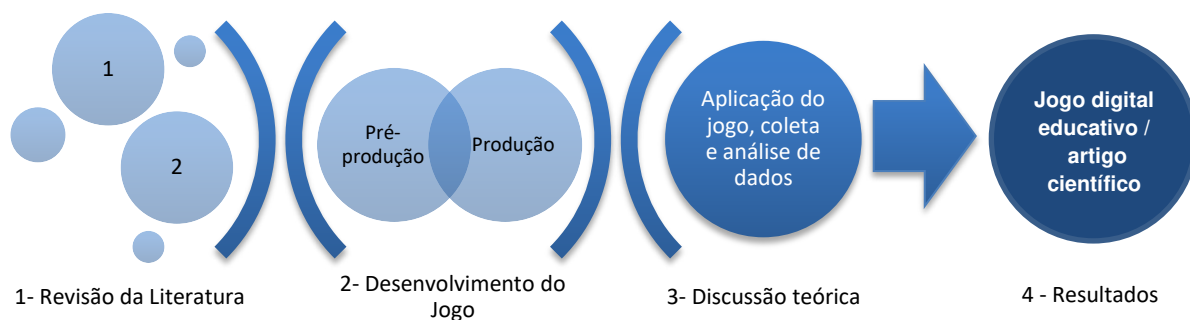 1
2
Pré-
produção
Produção
Aplicação do
jogo, coleta
e análise de
dados
Jogo digital
educativo /
artigo
científico
1- Revisão da Literatura
2- Desenvolvimento do
Jogo
3- Discussão teórica
4 - Resultados